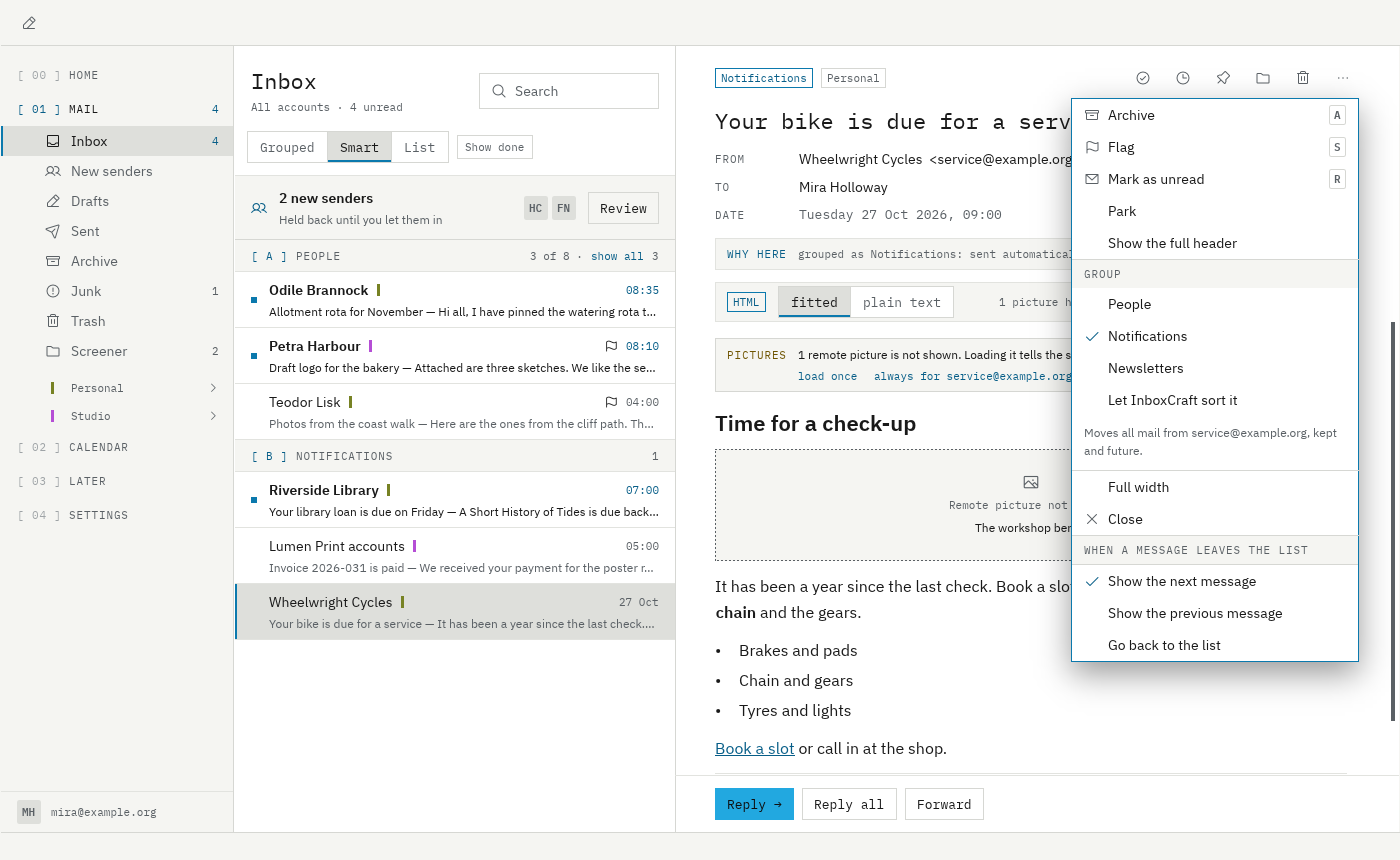 [ 00 ] HOME
[ 01 ] MAIL 4
Inbox 4
New senders
Drafts
Sent
Archive
Junk 1
Trash
Screener 2
Personal
Studio
[ 02 ] CALENDAR
[ 03 ] LATER
[ 04 ] SETTINGS
MH mira@example.org
Inbox
All accounts · 4 unread
Search
Grouped Smart List Show done
2 new senders
Held back until you let them in
HC FN Review
[ A ] PEOPLE 3 of 8 · show all 3
Odile Brannock 08:35
Allotment rota for November — Hi all, I have pinned the watering rota t…
Petra Harbour 08:10
Draft logo for the bakery — Attached are three sketches. We like the se…
Teodor Lisk 04:00
Photos from the coast walk — Here are the ones from the cliff path. Th…
[ B ] NOTIFICATIONS 1
Riverside Library 07:00
Your library loan is due on Friday — A Short History of Tides is due back…
Lumen Print accounts 05:00
Invoice 2026-031 is paid — We received your payment for the poster r…
Wheelwright Cycles 27 Oct
Your bike is due for a service — It has been a year since the last check.…
Notifications Personal
Your bike is due for a serv
FROM Wheelwright Cycles <service@example.org
TO Mira Holloway
DATE Tuesday 27 Oct 2026, 09:00
WHY HERE grouped as Notifications: sent automatical
HTML fitted plain text 1 picture h
PICTURES 1 remote picture is not shown. Loading it tells the s
load once always for service@example.org
Time for a check-up
Remote picture not
The workshop ben
It has been a year since the last check. Book a slo
chain and the gears.
• Brakes and pads
• Chain and gears
• Tyres and lights
Book a slot or call in at the shop.
Reply → Reply all Forward
Archive A
Flag S
Mark as unread R
Park
Show the full header
GROUP
People
Notifications
Newsletters
Let InboxCraft sort it
Moves all mail from service@example.org, kept
and future.
Full width
Close
WHEN A MESSAGE LEAVES THE LIST
Show the next message
Show the previous message
Go back to the list